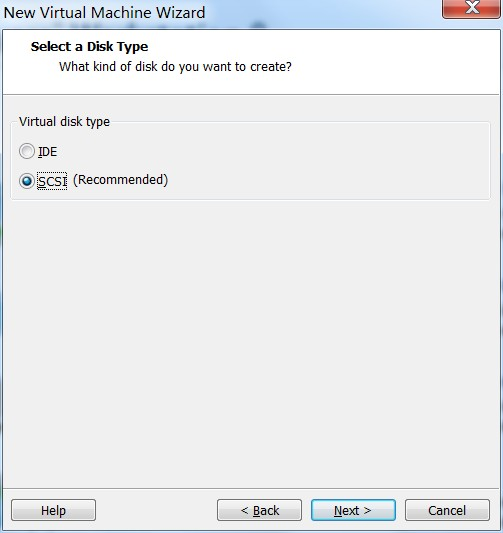 New Virtual Machine Wizard
Select a Disk Type
What kind of disk do you want to create?
Virtual disk type
IDE
SCSI (Recommended)
Help < Back Next > Cancel